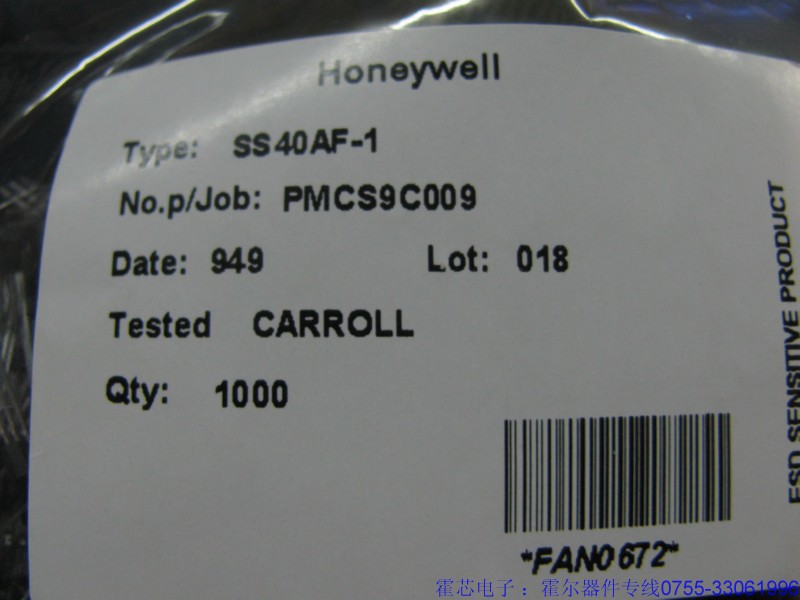 Honeywell
Type: SS40AF-1
No.p/Job: PMCS9C009
Date: 949 Lot: 018
Tested CARROLL
Qty: 1000
ESD SENSITIVE PRODUCT
*FAN0672*
霍芯电子：霍尔器件专线0755-33061996